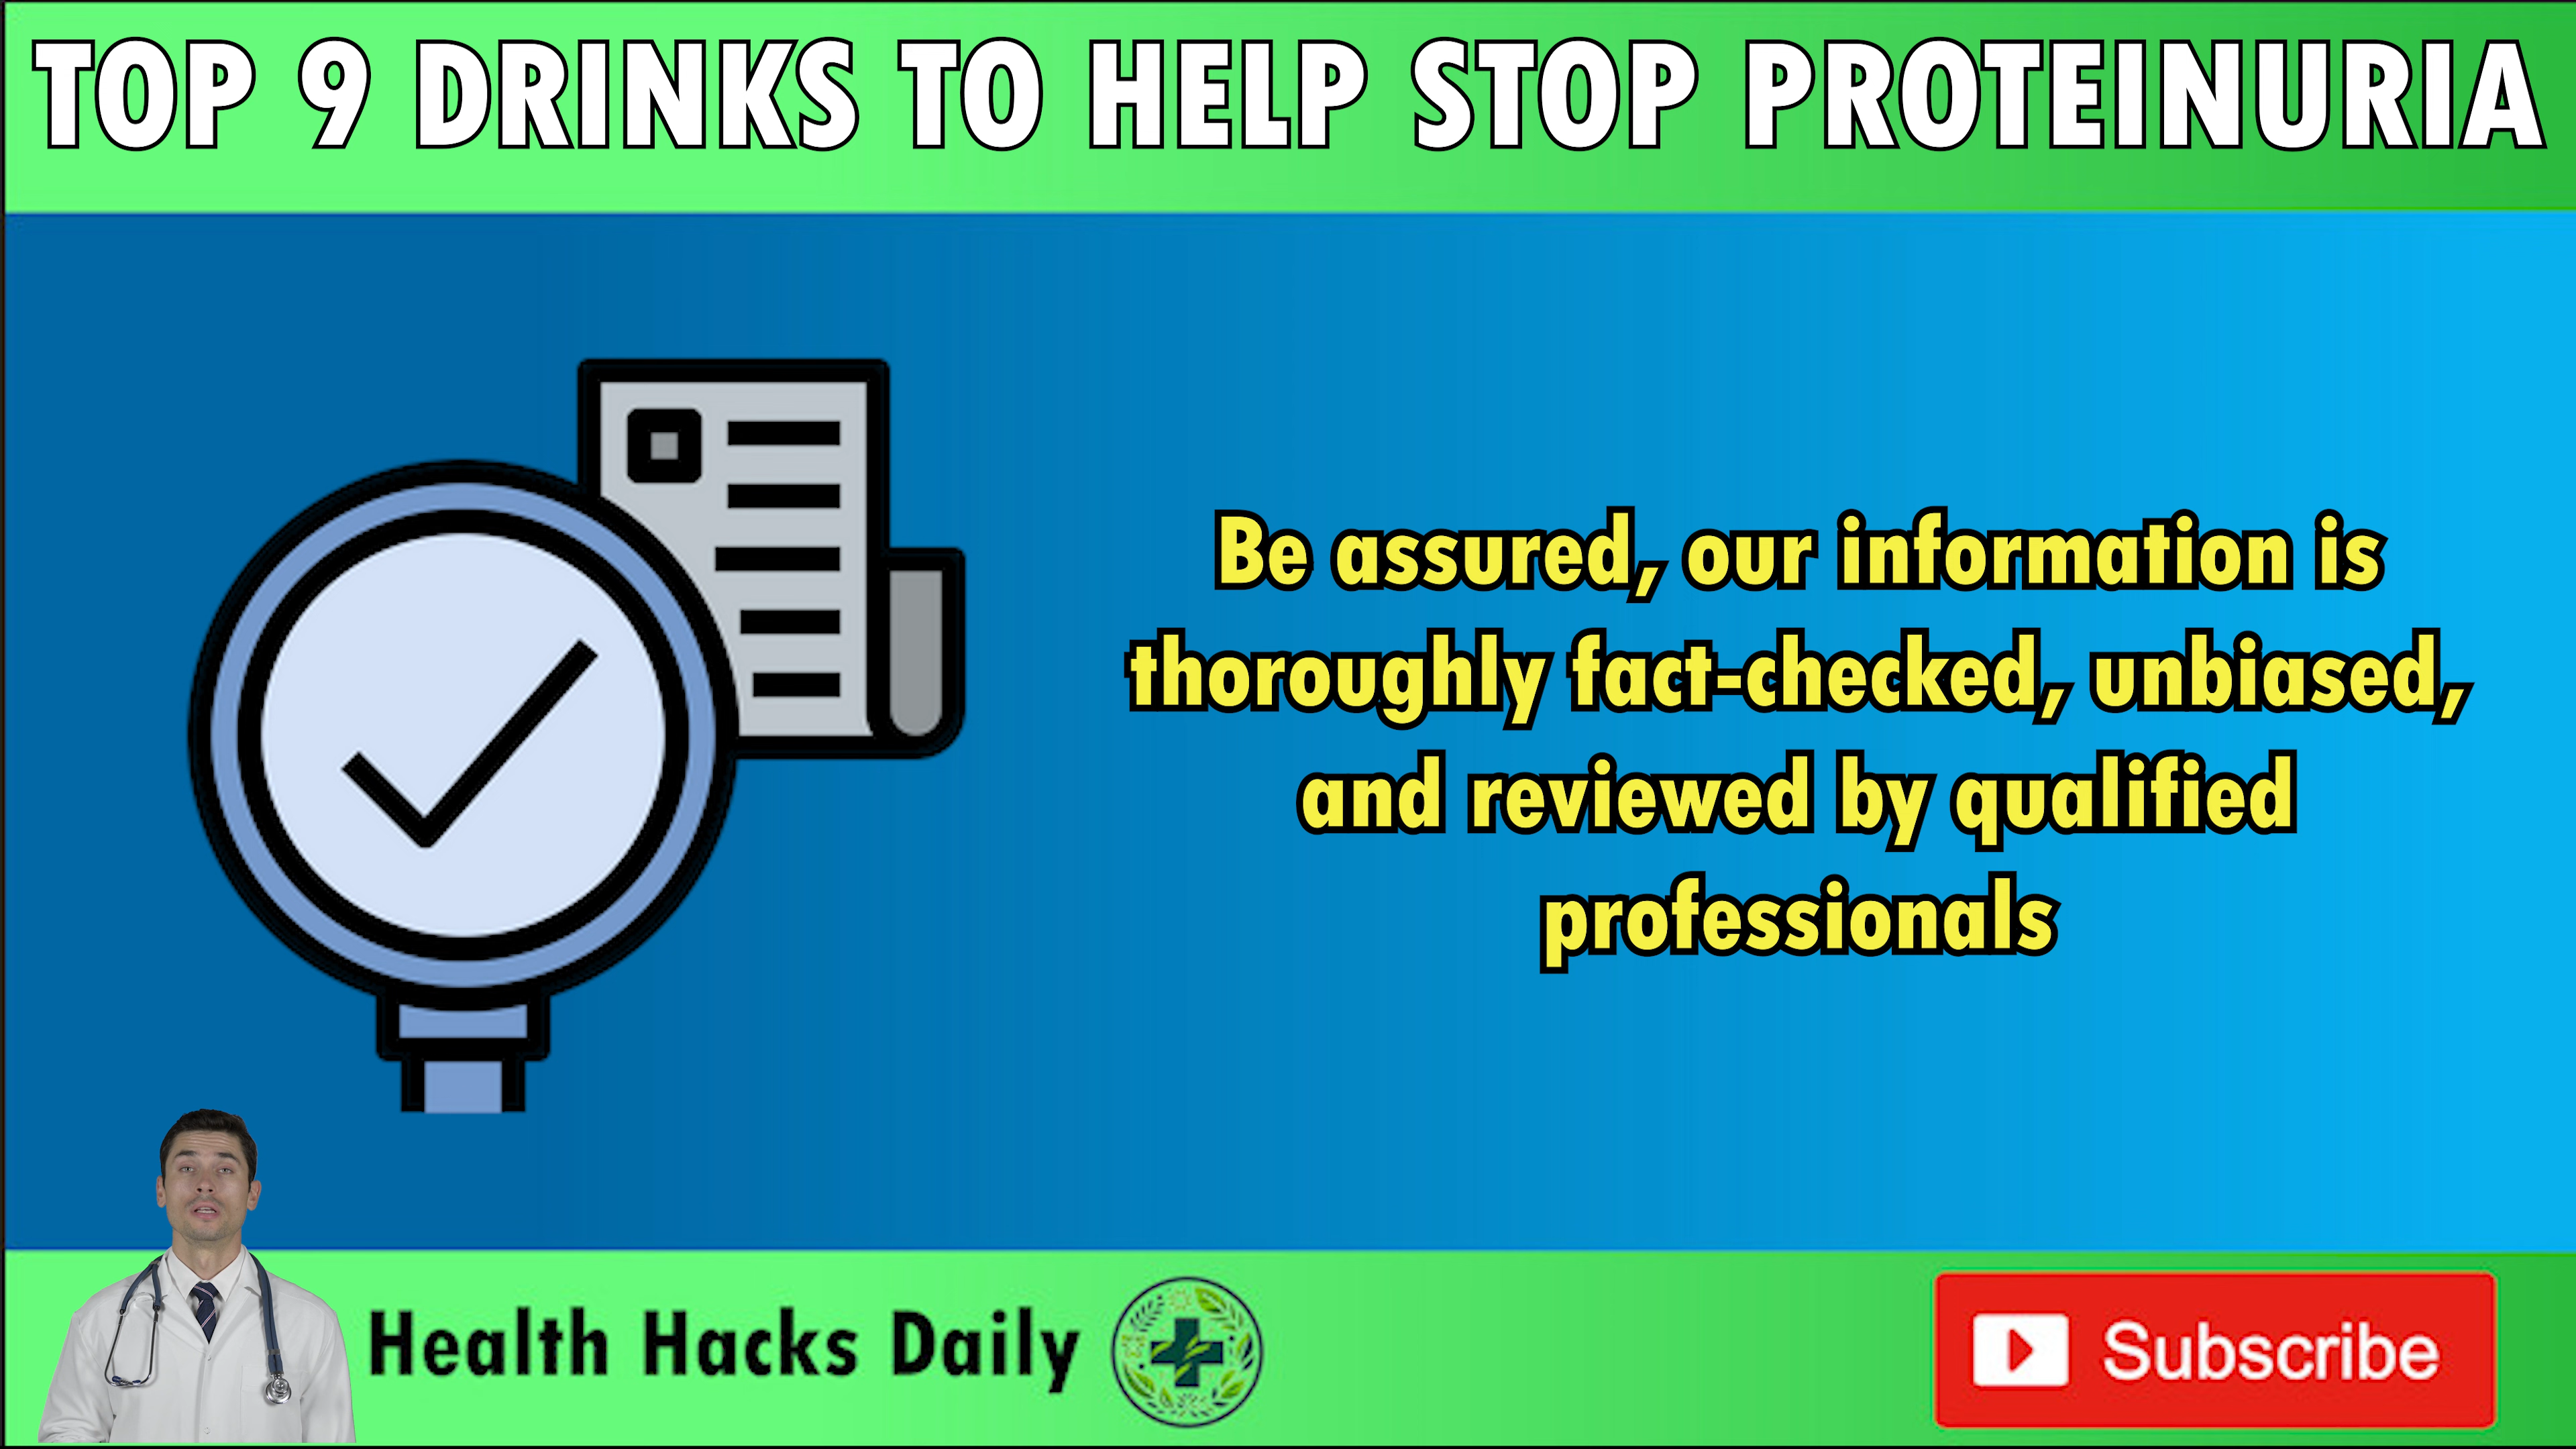 TOP 9 DRINKS TO HELP STOP PROTEINURIA
Be assured, our information is
thoroughly fact-checked, unbiased,
and reviewed by qualified
professionals
Health Hacks Daily
Subscribe